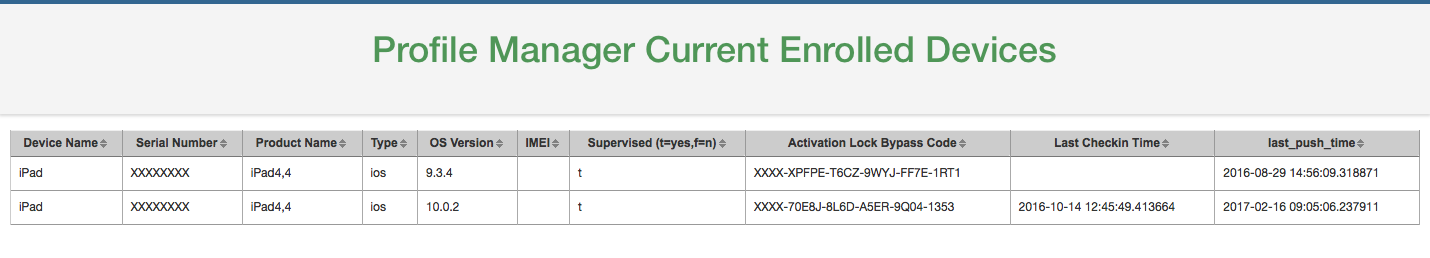 Profile Manager Current Enrolled Devices
Device Name Serial Number Product Name Type OS Version IMEI Supervised (t=yes,f=n) Activation Lock Bypass Code Last Checkin Time last_push_time
iPad XXXXXXXX iPad4,4 ios 9.3.4 t XXXX-XPFPE-T6CZ-9WYJ-FF7E-1RT1 2016-08-29 14:56:09.318871
iPad XXXXXXXX iPad4,4 ios 10.0.2 t XXXX-70E8J-8L6D-A5ER-9Q04-1353 2016-10-14 12:45:49.413664 2017-02-16 09:05:06.237911